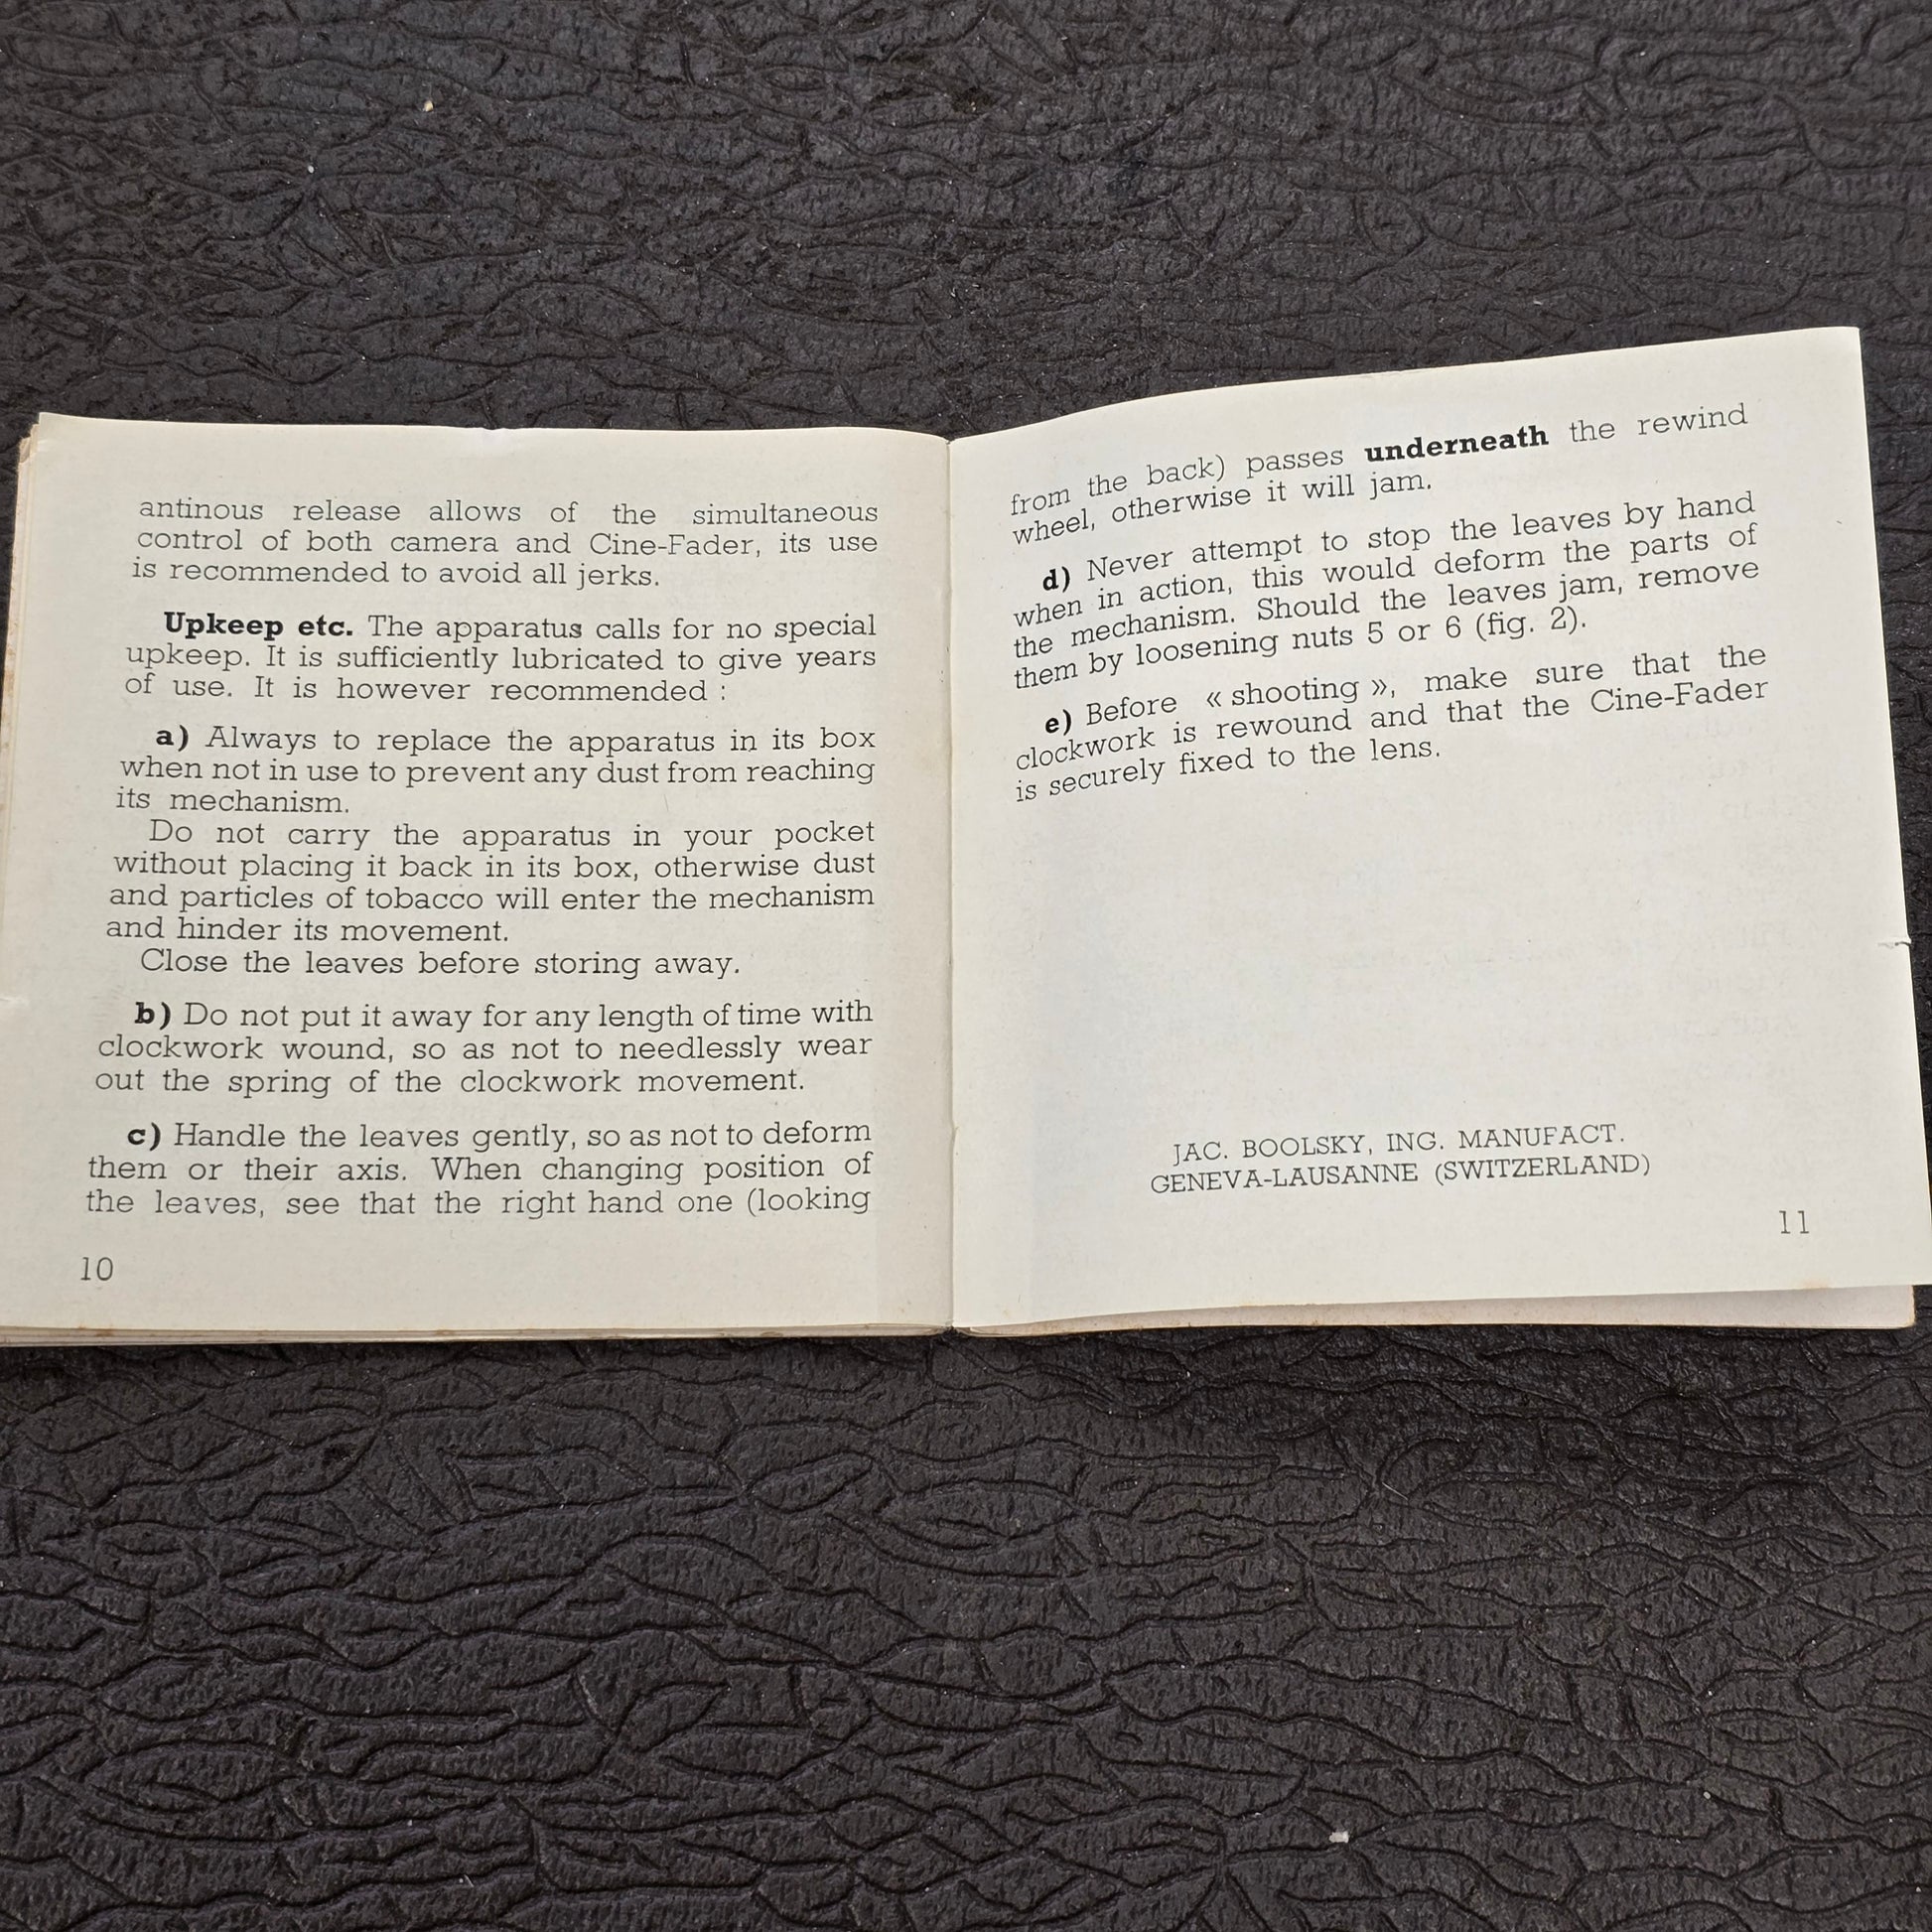 antinous release allows of the simultaneous
control of both camera and Cine-Fader, its use
is recommended to avoid all jerks.
Upkeep etc. The apparatus calls for no special
upkeep. It is sufficiently lubricated to give years
of use. It is however recommended :
a) Always to replace the apparatus in its box
when not in use to prevent any dust from reaching
its mechanism.
Do not carry the apparatus in your pocket
without placing it back in its box, otherwise dust
and particles of tobacco will enter the mechanism
and hinder its movement.
Close the leaves before storing away.
b) Do not put it away for any length of time with
clockwork wound, so as not to needlessly wear
out the spring of the clockwork movement.
c) Handle the leaves gently, so as not to deform
them or their axis. When changing position of
the leaves, see that the right hand one (looking
10
from the back) passes underneath the rewind
wheel, otherwise it will jam.
d) Never attempt to stop the leaves by hand
when in action, this would deform the parts of
the mechanism. Should the leaves jam, remove
them by loosening nuts 5 or 6 (fig. 2).
e) Before « shooting », make sure that the
clockwork is rewound and that the Cine-Fader
is securely fixed to the lens.
JAC. BOOLSKY, ING. MANUFACT.
GENEVA-LAUSANNE (SWITZERLAND)
11